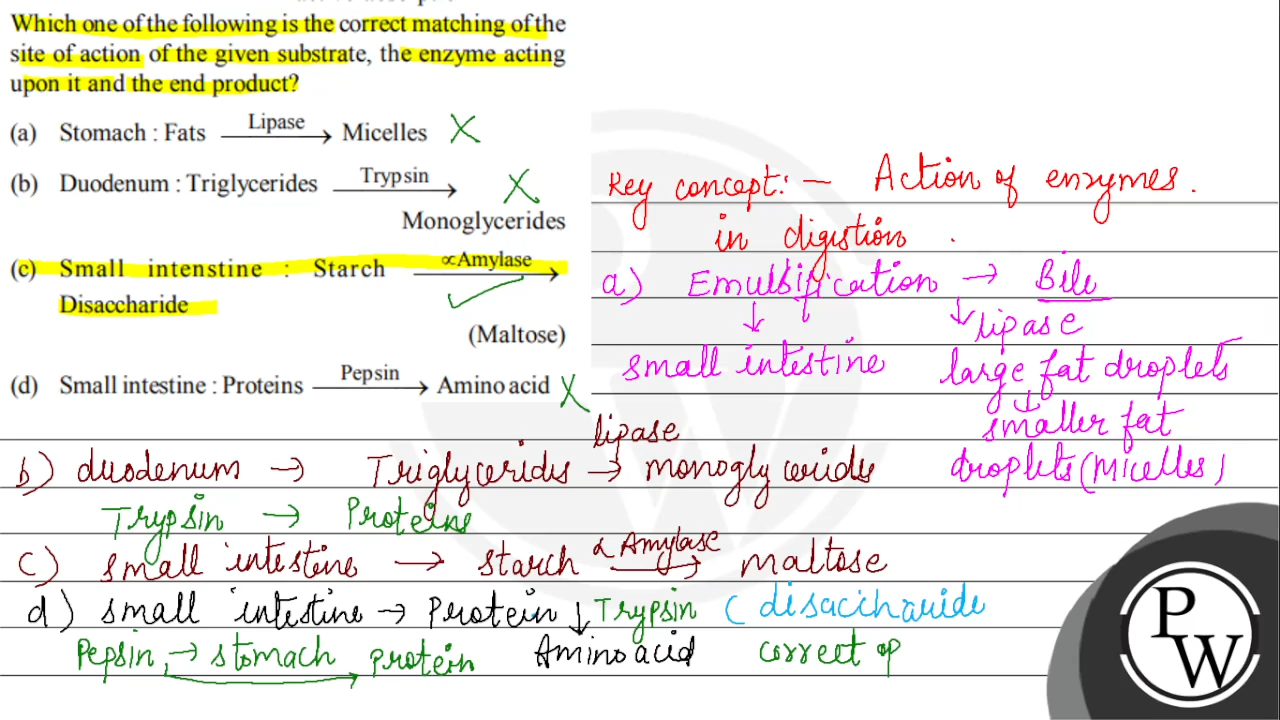 Which one of the following is the correct matching of the
site of action of the given substrate, the enzyme acting
upon it and the end product?
(a) Stomach : Fats Lipase → Micelles X
(b) Duodenum : Triglycerides Trypsin → X
Monoglycerides
(c) Small intenstine : Starch ∝Amylase →
Disaccharide ✓
(Maltose)
(d) Small intestine : Proteins Pepsin → Amino acid X
Key concept:- Action of enzymes.
in digistion.
a) Emulsification → Bile
↓ ↓ lipase
small intestine large fat droplets
↓
smaller fat
droplets (Micelles)
lipase
b) duodenum → Triglycerides → monoglycerides
Trypsin → Proteins
c) small intestine → starch α Amylase → maltose
d) small intestine → Protein ↓ Trypsin (disaccharide
Pepsin → stomach → protein Amino acid correct op
PW